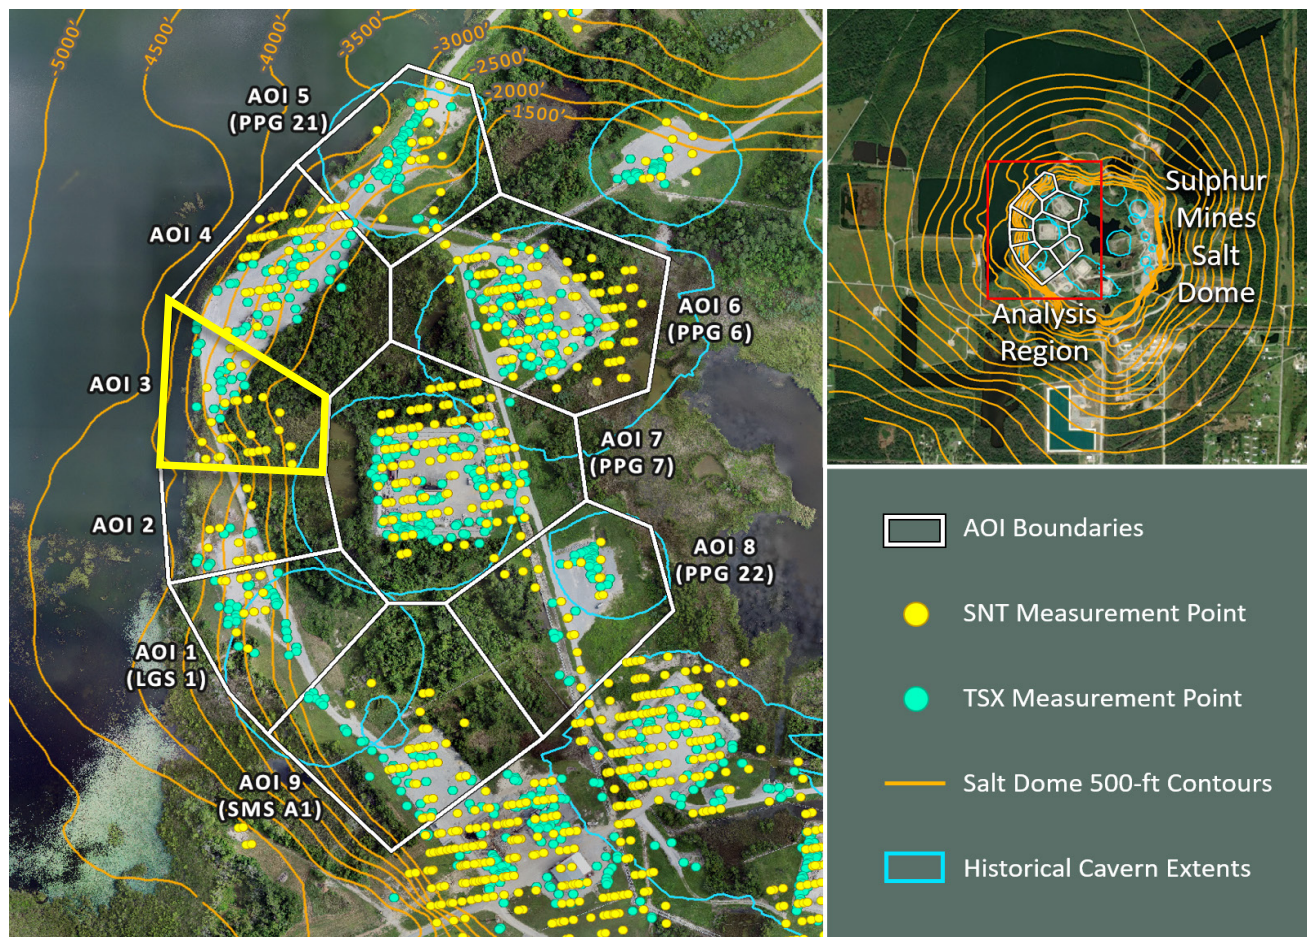 -5000'
-4500'
-4000'
-3500'
-3000'
-2500'
-2000'
-1500'
AOI 5
(PPG 21)
AOI 4
AOI 3
AOI 2
AOI 1
(LGS 1)
AOI 9
(SMS A1)
AOI 6
(PPG 6)
AOI 7
(PPG 7)
AOI 8
(PPG 22)
Sulphur
Mines
Salt
Dome
Analysis
Region
AOI Boundaries
SNT Measurement Point
TSX Measurement Point
Salt Dome 500-ft Contours
Historical Cavern Extents